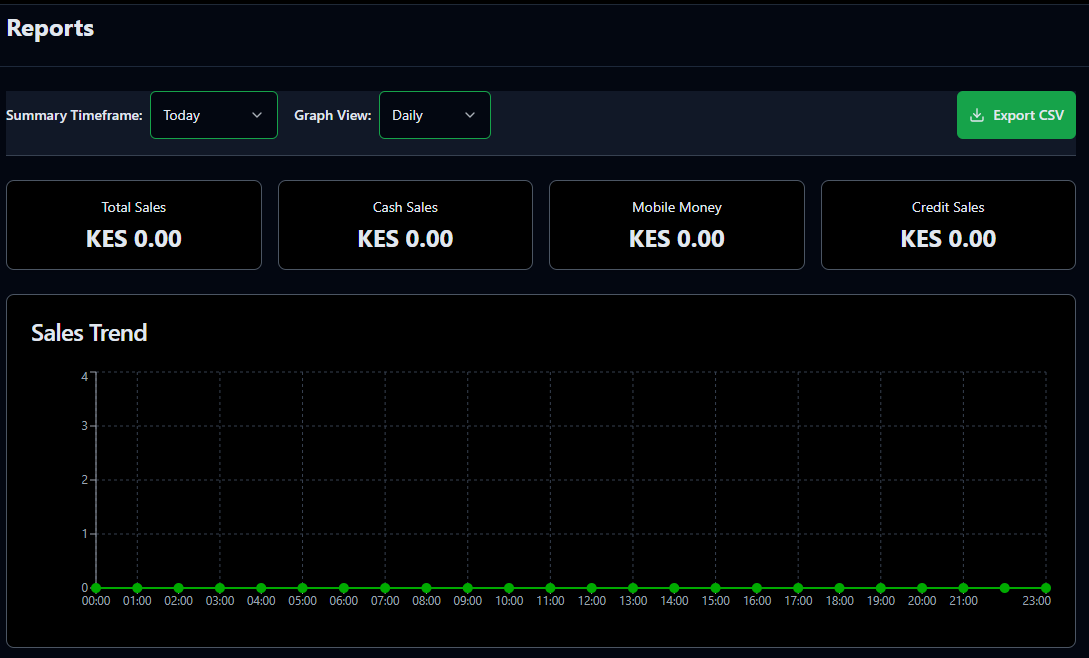 Reports
Summary Timeframe: Today Graph View: Daily Export CSV
Total Sales Cash Sales Mobile Money Credit Sales
KES 0.00 KES 0.00 KES 0.00 KES 0.00
Sales Trend
4
3
2
1
0
00:00 01:00 02:00 03:00 04:00 05:00 06:00 07:00 08:00 09:00 10:00 11:00 12:00 13:00 14:00 15:00 16:00 17:00 18:00 19:00 20:00 21:00 23:00